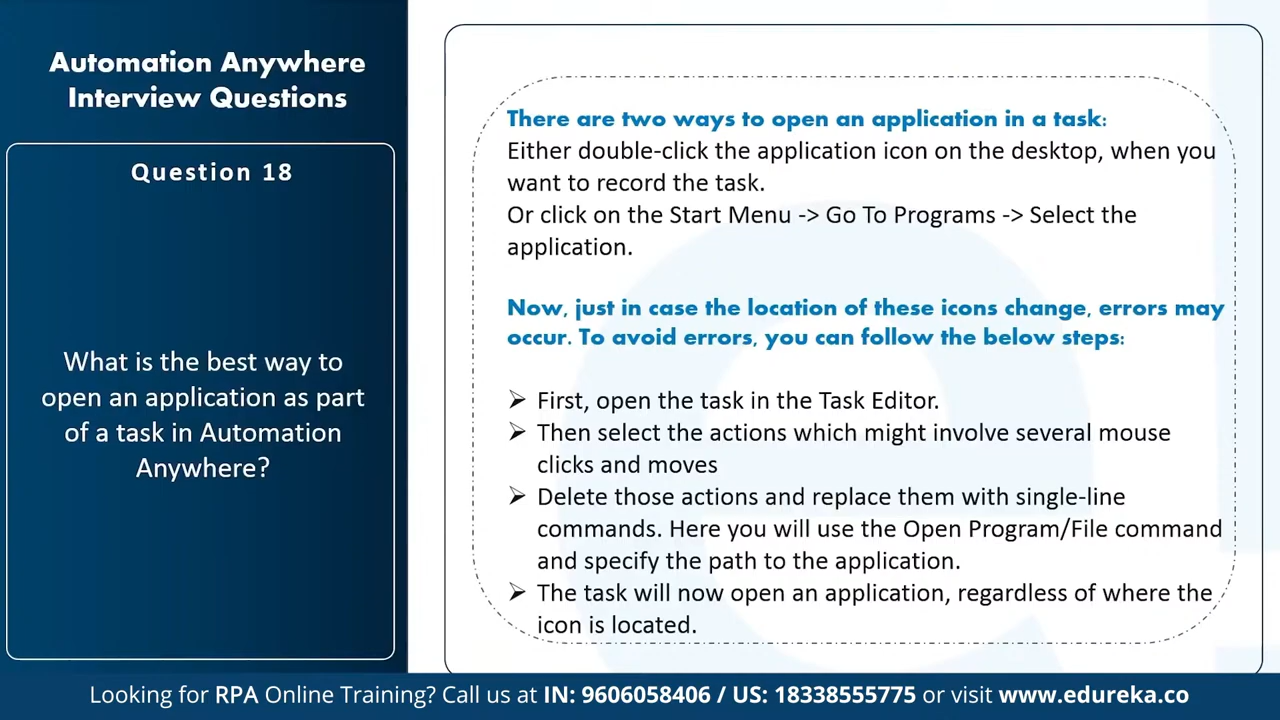 Automation Anywhere
Interview Questions
Question 18
What is the best way to
open an application as part
of a task in Automation
Anywhere?
There are two ways to open an application in a task:
Either double-click the application icon on the desktop, when you
want to record the task.
Or click on the Start Menu -> Go To Programs -> Select the
application.
Now, just in case the location of these icons change, errors may
occur. To avoid errors, you can follow the below steps:
➢ First, open the task in the Task Editor.
➢ Then select the actions which might involve several mouse
clicks and moves
➢ Delete those actions and replace them with single-line
commands. Here you will use the Open Program/File command
and specify the path to the application.
➢ The task will now open an application, regardless of where the
icon is located.
Looking for RPA Online Training? Call us at IN: 9606058406 / US: 18338555775 or visit www.edureka.co